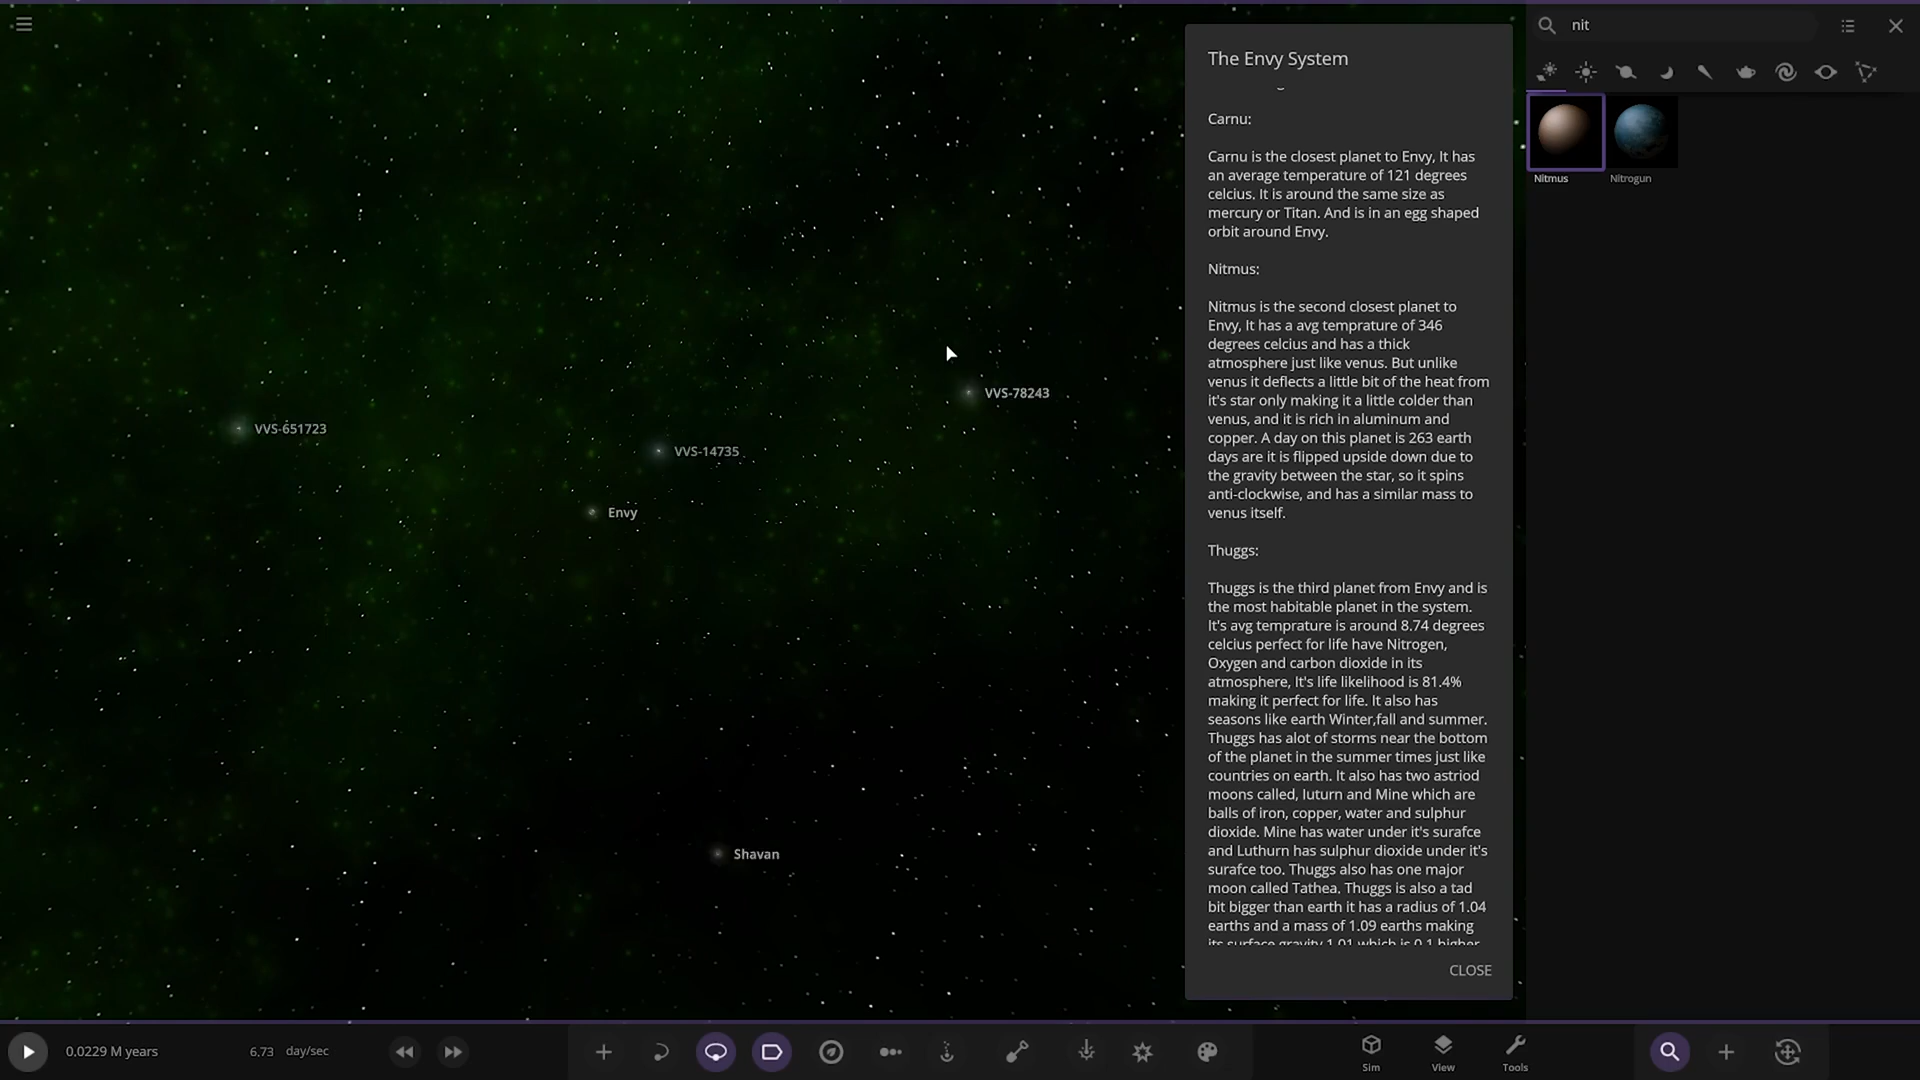 nit
The Envy System
Carnu:
Carnu is the closest planet to Envy, It has
an average temperature of 121 degrees
celcius. It is around the same size as
mercury or Titan. And is in an egg shaped
orbit around Envy.
Nitmus:
Nitmus is the second closest planet to
Envy, It has a avg temprature of 346
degrees celcius and has a thick
atmosphere just like venus. But unlike
venus it deflects a little bit of the heat from
it's star only making it a little colder than
venus, and it is rich in aluminum and
copper. A day on this planet is 263 earth
days are it is flipped upside down due to
the gravity between the star, so it spins
anti-clockwise, and has a similar mass to
venus itself.
Thuggs:
Thuggs is the third planet from Envy and is
the most habitable planet in the system.
It's avg temprature is around 8.74 degrees
celcius perfect for life have Nitrogen,
Oxygen and carbon dioxide in its
atmosphere, It's life likelihood is 81.4%
making it perfect for life. It also has
seasons like earth Winter,fall and summer.
Thuggs has alot of storms near the bottom
of the planet in the summer times just like
countries on earth. It also has two astriod
moons called, Iuturn and Mine which are
balls of iron, copper, water and sulphur
dioxide. Mine has water under it's surafce
and Luthurn has sulphur dioxide under it's
surafce too. Thuggs also has one major
moon called Tathea. Thuggs is also a tad
bit bigger than earth it has a radius of 1.04
earths and a mass of 1.09 earths making
its surface gravity 1.01 which is 0.1 higher
CLOSE
Nitmus
Nitrogun
VVS-78243
VVS-651723
VVS-14735
Envy
Shavan
0.0229 M years
6.73 day/sec
Sim
View
Tools